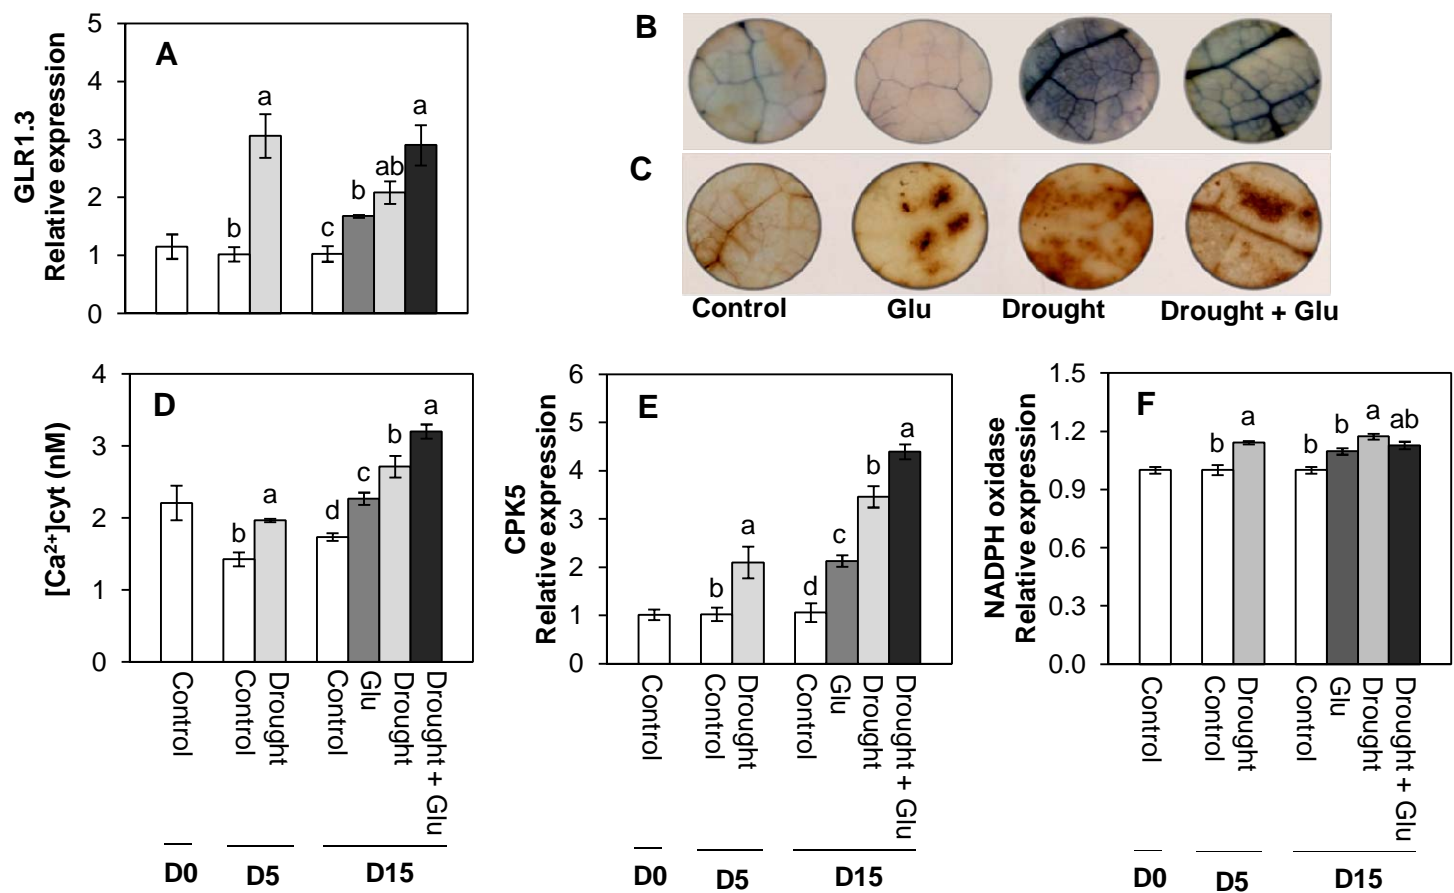 A
GLR1.3
Relative expression
5
4
3
2
1
0
b
a
c
b
ab
a
B
C
Control
Glu
Drought
Drought + Glu
D
[Ca²⁺]cyt (nM)
4
3
2
1
0
b
a
d
c
b
a
Control
Control
Drought
Control
Glu
Drought
Drought + Glu
D0
D5
D15
E
CPK5
Relative expression
6
5
4
3
2
1
0
b
a
d
c
b
a
Control
Control
Drought
Control
Glu
Drought
Drought + Glu
D0
D5
D15
F
NADPH oxidase
Relative expression
1.5
1.2
0.9
0.6
0.3
0.0
b
a
b
b
a
ab
Control
Control
Drought
Control
Glu
Drought
Drought + Glu
D0
D5
D15